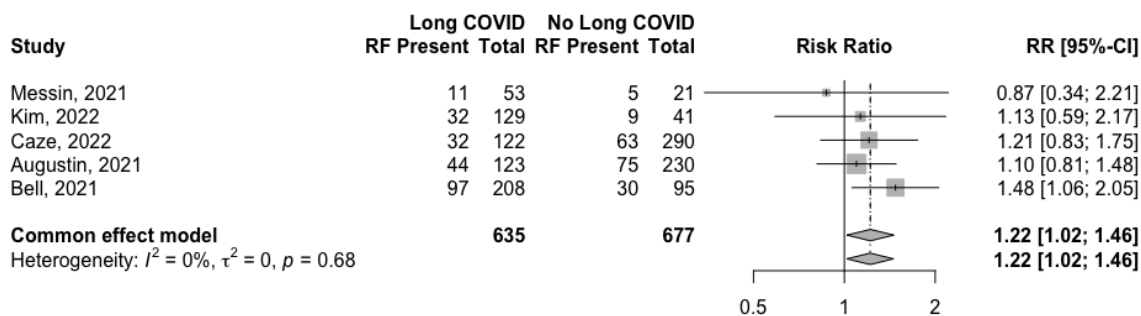 Long COVID No Long COVID
Study RF Present Total RF Present Total Risk Ratio RR [95%-CI]
Messin, 2021 11 53 5 21 0.87 [0.34; 2.21]
Kim, 2022 32 129 9 41 1.13 [0.59; 2.17]
Caze, 2022 32 122 63 290 1.21 [0.83; 1.75]
Augustin, 2021 44 123 75 230 1.10 [0.81; 1.48]
Bell, 2021 97 208 30 95 1.48 [1.06; 2.05]
Common effect model 635 677 1.22 [1.02; 1.46]
Heterogeneity: I² = 0%, τ² = 0, p = 0.68 1.22 [1.02; 1.46]
0.5 1 2